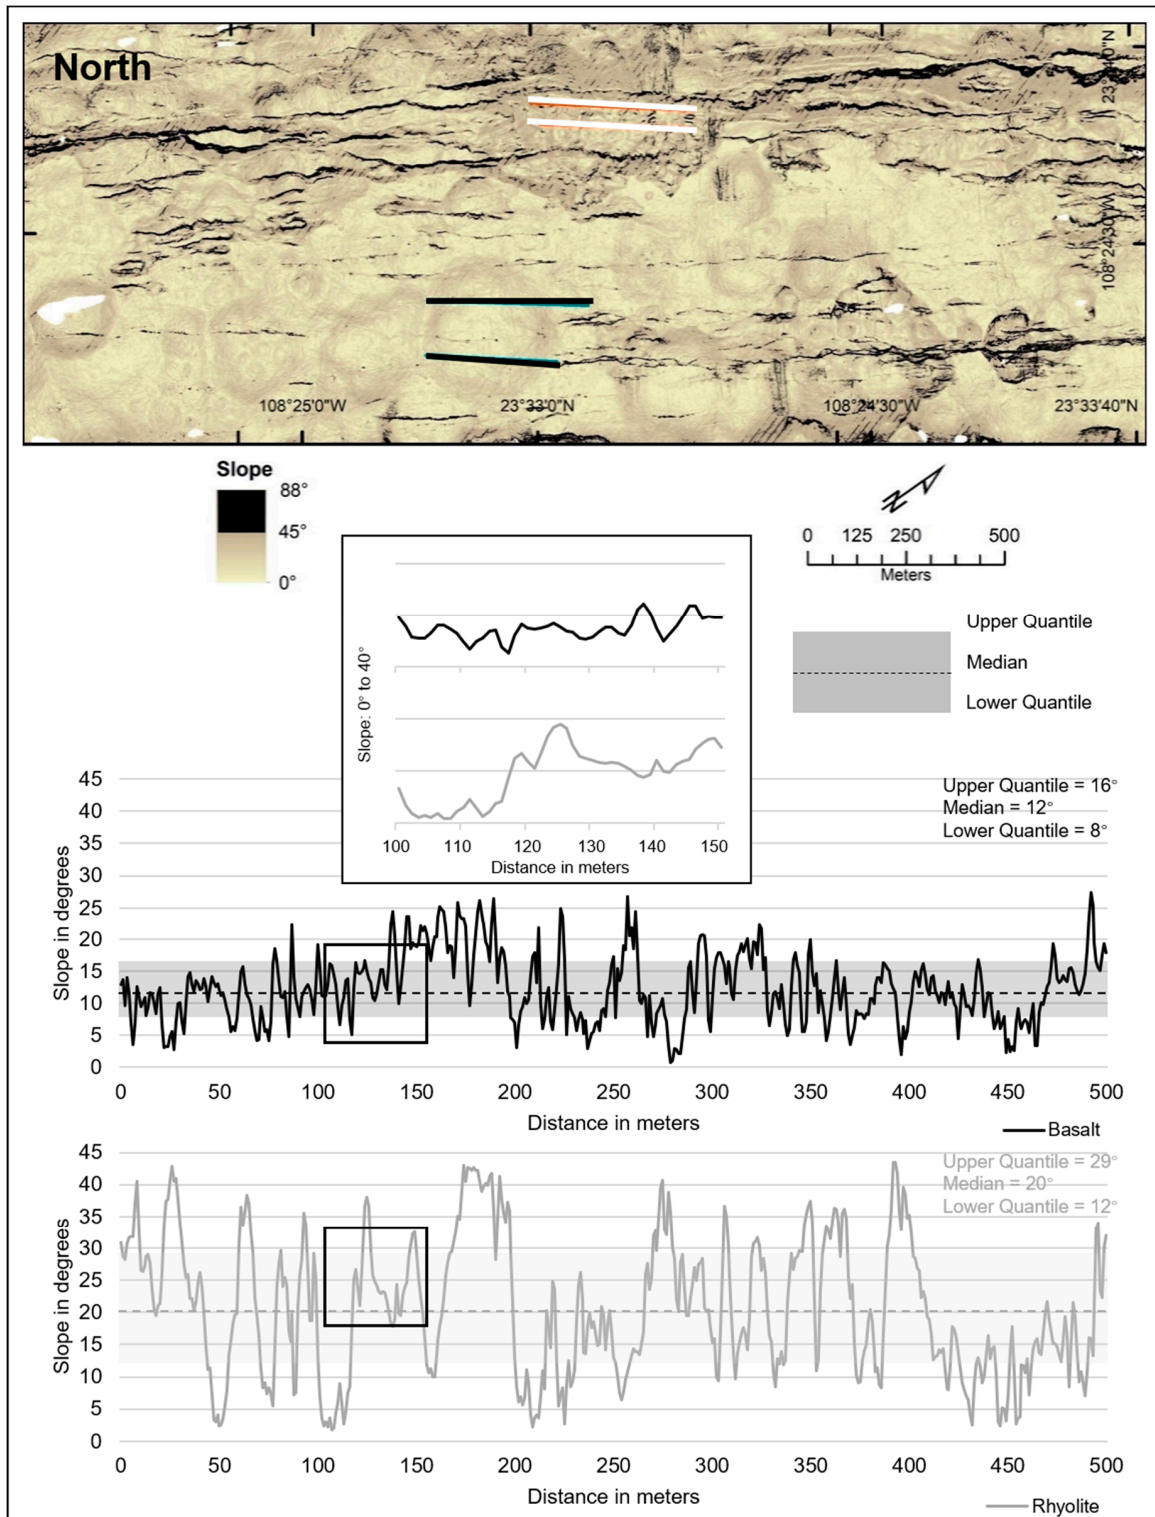 North
23°33'40"N
108°24'30"W
108°25'0"W
23°33'0"N
108°24'30"W
23°33'40"N
Slope
88°
45°
0°
N
0 125 250 500
Meters
Upper Quantile
Median
Lower Quantile
Slope: 0° to 40°
100 110 120 130 140 150
Distance in meters
Upper Quantile = 16°
Median = 12°
Lower Quantile = 8°
Slope in degrees
45
40
35
30
25
20
15
10
5
0
0 50 100 150 200 250 300 350 400 450 500
Distance in meters
Basalt
Upper Quantile = 29°
Median = 20°
Lower Quantile = 12°
Slope in degrees
45
40
35
30
25
20
15
10
5
0
0 50 100 150 200 250 300 350 400 450 500
Distance in meters
Rhyolite